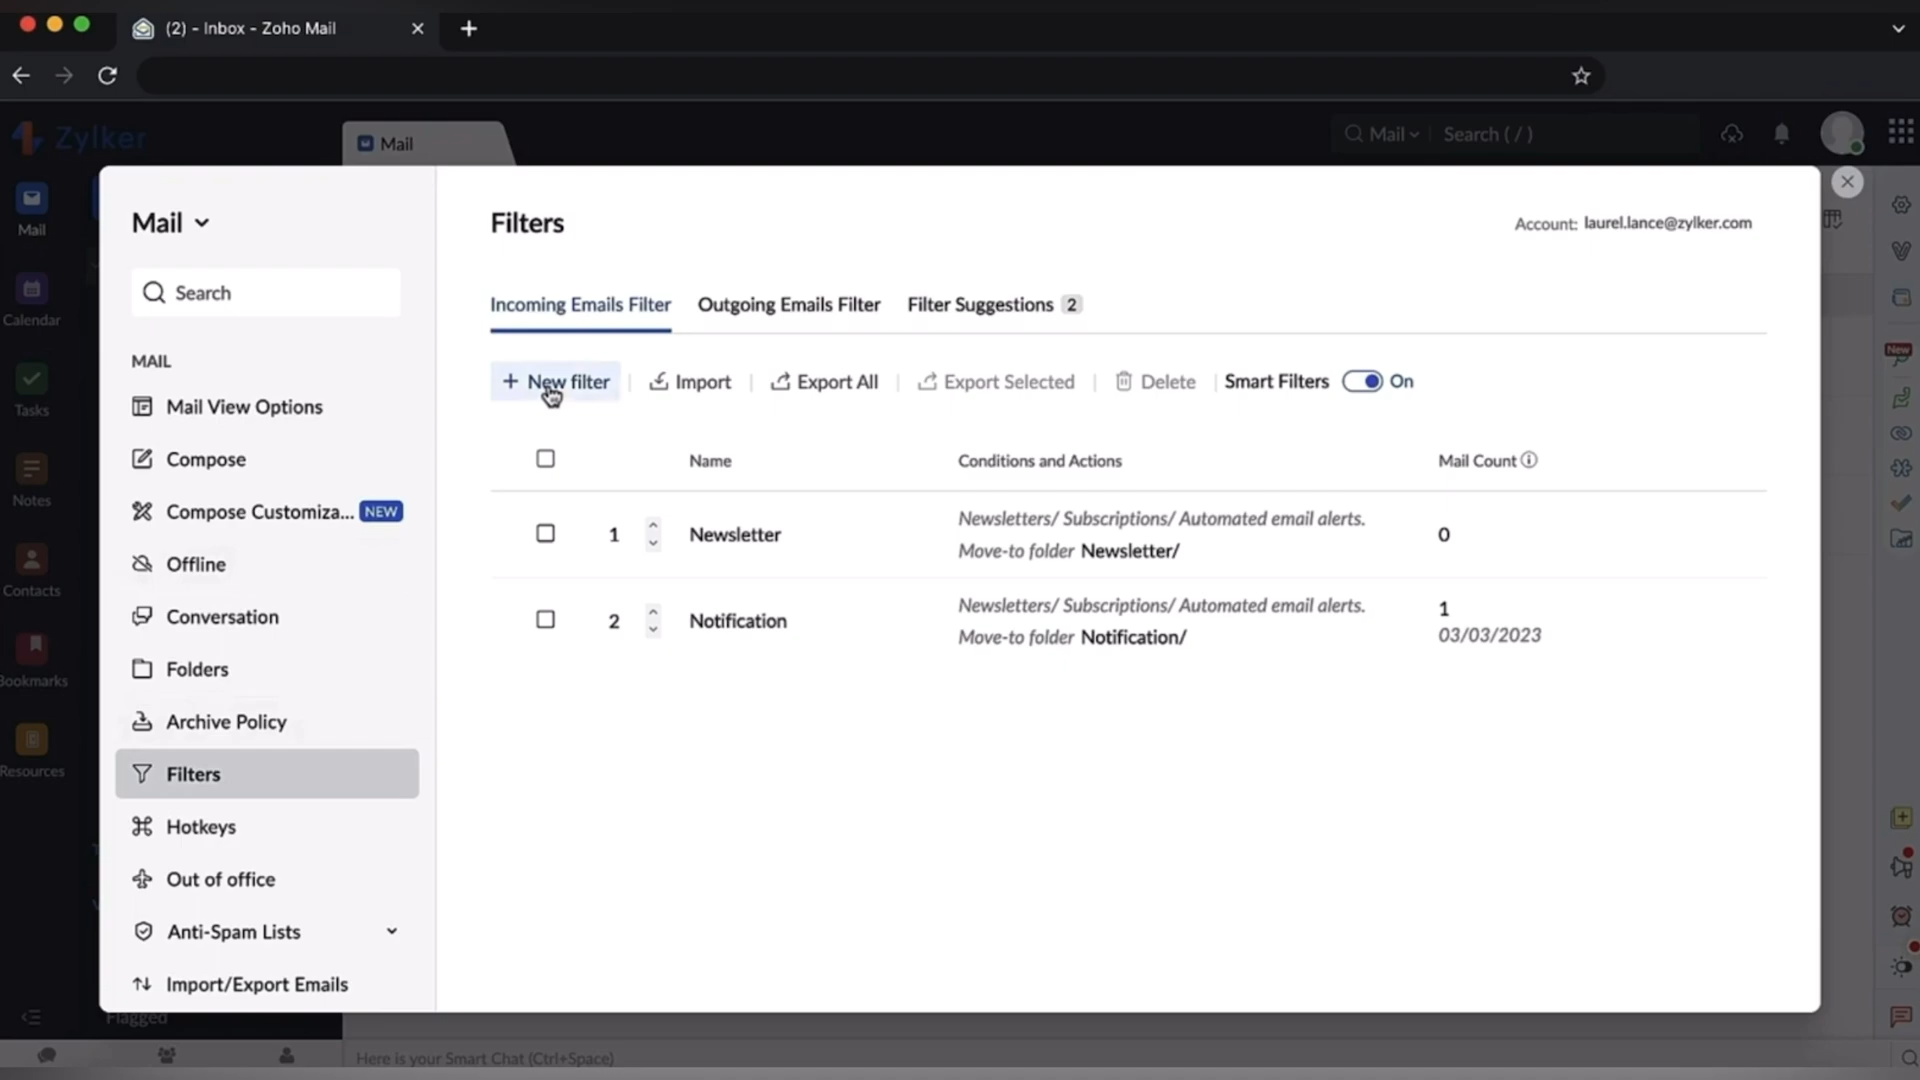 (2) - Inbox - Zoho Mail
Zylker
Mail
Mail
Search ( / )
Mail
Calendar
Tasks
Notes
Contacts
Bookmarks
Resources
Mail
Search
MAIL
Mail View Options
Compose
Compose Customiza... NEW
Offline
Conversation
Folders
Archive Policy
Filters
Hotkeys
Out of office
Anti-Spam Lists
Import/Export Emails
Flagged
Filters
Account: laurel.lance@zylker.com
Incoming Emails Filter Outgoing Emails Filter Filter Suggestions 2
+ New filter Import Export All Export Selected Delete Smart Filters On
Name Conditions and Actions Mail Count
1 Newsletter Newsletters/ Subscriptions/ Automated email alerts. 0
Move-to folder Newsletter/
2 Notification Newsletters/ Subscriptions/ Automated email alerts. 1
Move-to folder Notification/ 03/03/2023
New
Here is your Smart Chat (Ctrl+Space)